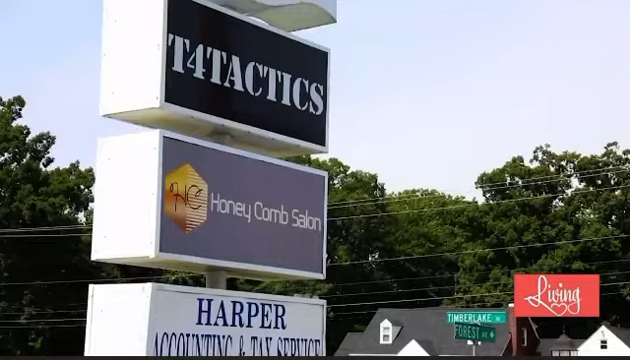 T4TACTICS
HC
Honey Comb Salon
HARPER
ACCOUNTING & TAX SERVICE
Living
TIMBERLAKE
FOREST